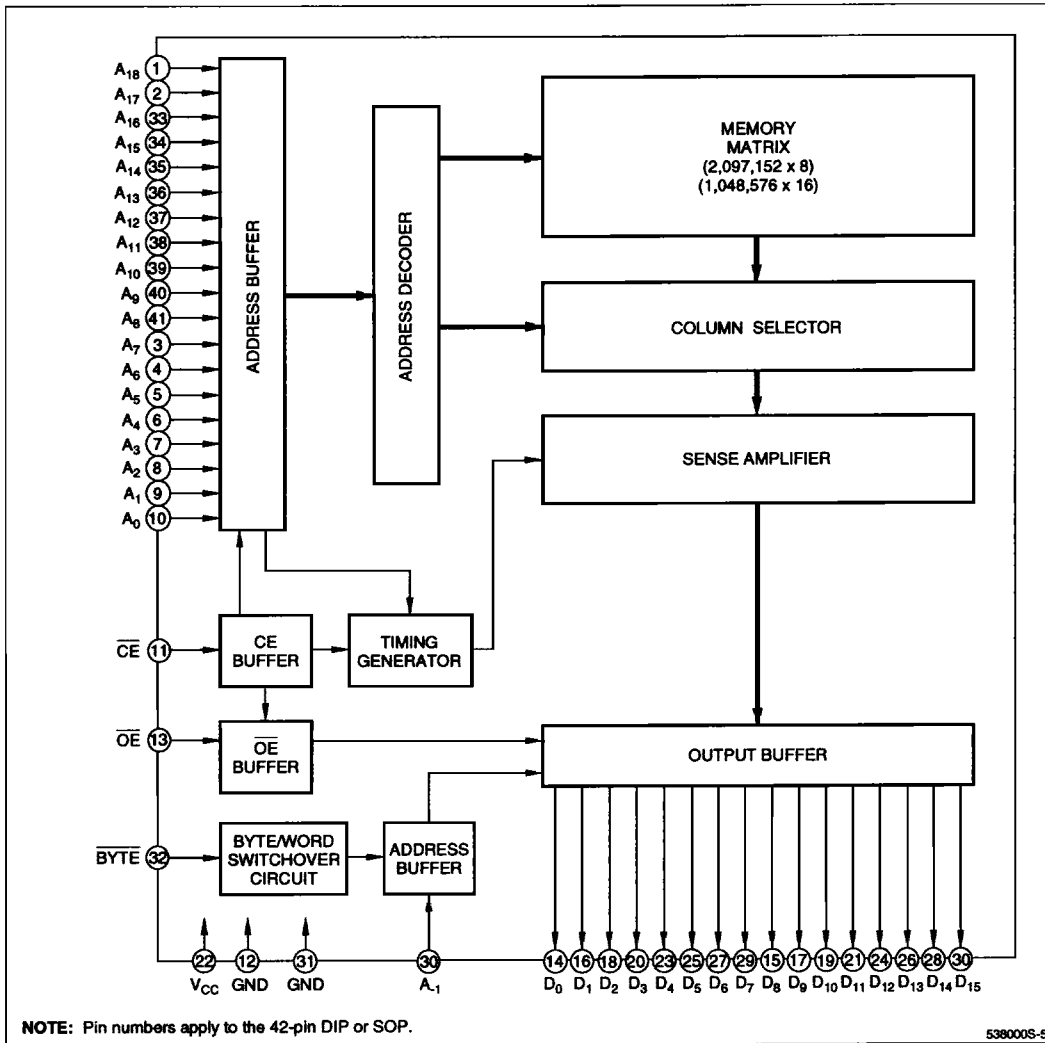 A18 1
A17 2
A16 33
A15 34
A14 35
A13 36
A12 37
A11 38
A10 39
A9 40
A8 41
A7 3
A6 4
A5 5
A4 6
A3 7
A2 8
A1 9
A0 10
ADDRESS BUFFER
ADDRESS DECODER
MEMORY
MATRIX
(2,097,152 x 8)
(1,048,576 x 16)
COLUMN SELECTOR
SENSE AMPLIFIER
CE 11
CE
BUFFER
TIMING
GENERATOR
OE 13
OE
BUFFER
OUTPUT BUFFER
BYTE 32
BYTE/WORD
SWITCHOVER
CIRCUIT
ADDRESS
BUFFER
22 12 31 30 14 16 18 20 23 25 27 29 15 17 19 21 24 26 28 30
VCC GND GND A-1 D0 D1 D2 D3 D4 D5 D6 D7 D8 D9 D10 D11 D12 D13 D14 D15
NOTE: Pin numbers apply to the 42-pin DIP or SOP.
538000S-5